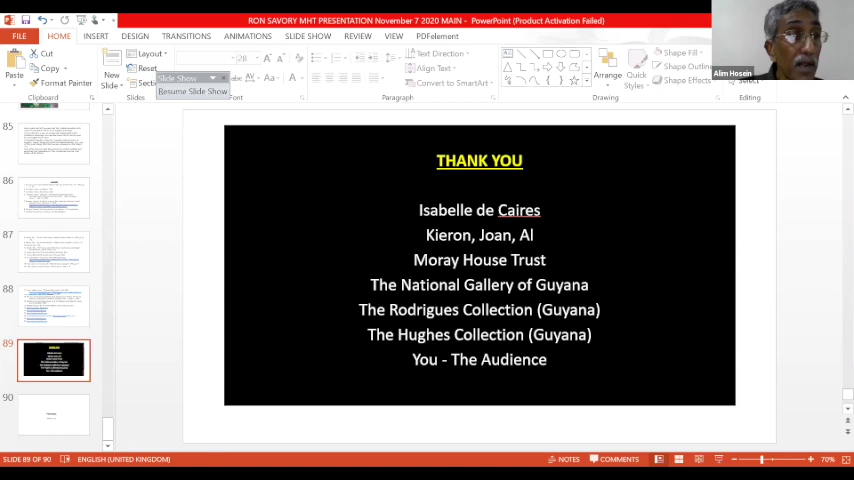 RON SAVORY MHT PRESENTATION November 7 2020 MAIN - PowerPoint (Product Activation Failed)
FILE HOME INSERT DESIGN TRANSITIONS ANIMATIONS SLIDE SHOW REVIEW VIEW PDFelement
Cut
Copy
Format Painter
Paste
Clipboard
New
Slide
Layout
Reset
Slides
Slide Show
Resume Slide Show
28
Font
Text Direction
Align Text
Convert to SmartArt
Paragraph
Arrange
Quick
Styles
Shape Fill
Shape Outline
Shape Effects
Drawing
Select
Editing
Alim Hosein
85
86
87
88
89
90
THANK YOU
Isabelle de Caires
Kieron, Joan, Al
Moray House Trust
The National Gallery of Guyana
The Rodrigues Collection (Guyana)
The Hughes Collection (Guyana)
You - The Audience
SLIDE 89 OF 90 ENGLISH (UNITED KINGDOM) NOTES COMMENTS 70%